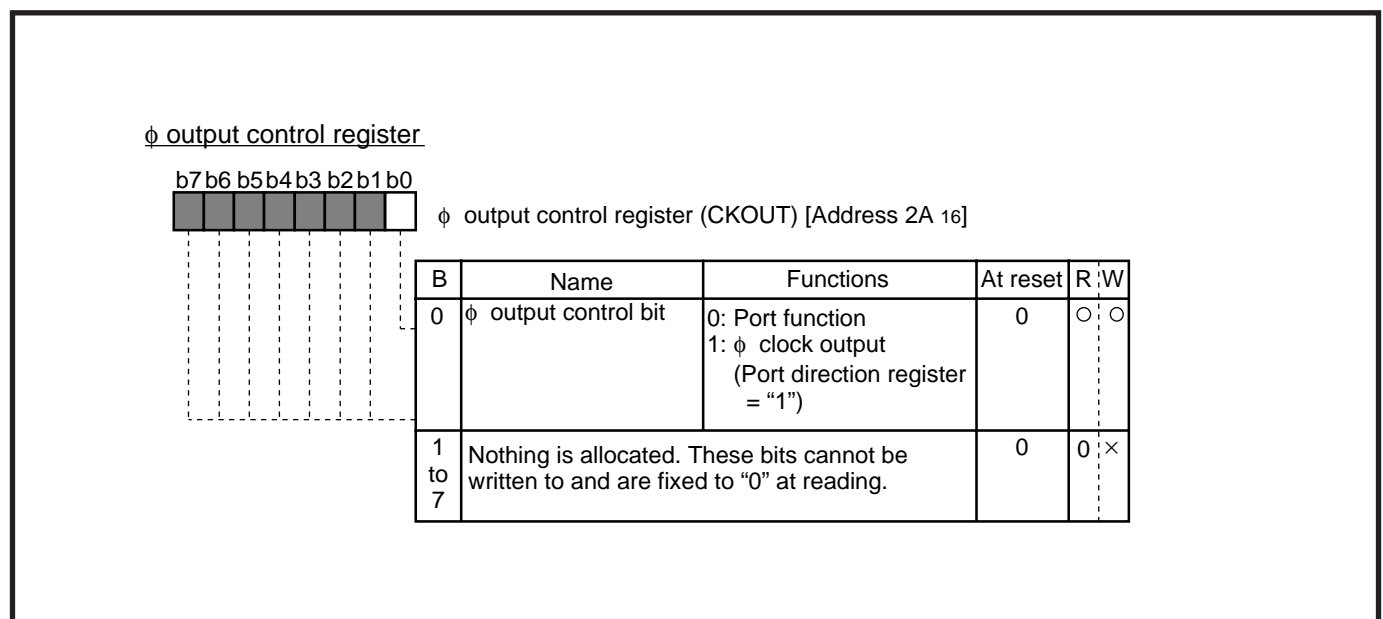 ϕ output control register
b7 b6 b5 b4 b3 b2 b1 b0
ϕ output control register (CKOUT) [Address 2A 16]
B Name Functions At reset R W
0 ϕ output control bit 0: Port function 0 ○ ○
1: ϕ clock output
(Port direction register
= “1”)
1 to 7 Nothing is allocated. These bits cannot be 0 0 ×
written to and are fixed to “0” at reading.